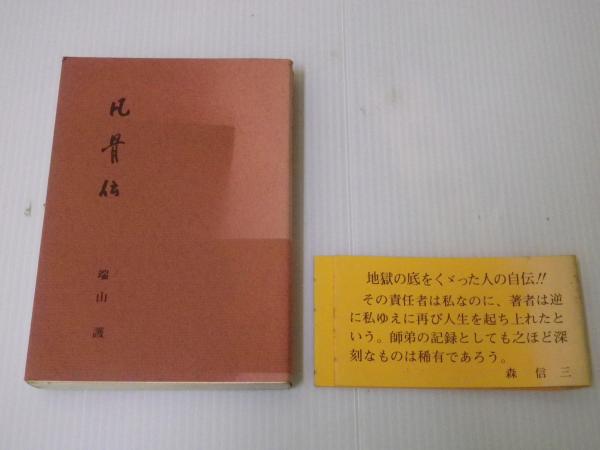 凡骨伝
端山護
地獄の底をくゞった人の自伝!!
その責任者は私なのに、著者は逆
に私ゆえに再び人生を起ち上れたと
いう。師弟の記録としても之ほど深
刻なものは稀有であろう。
森信三